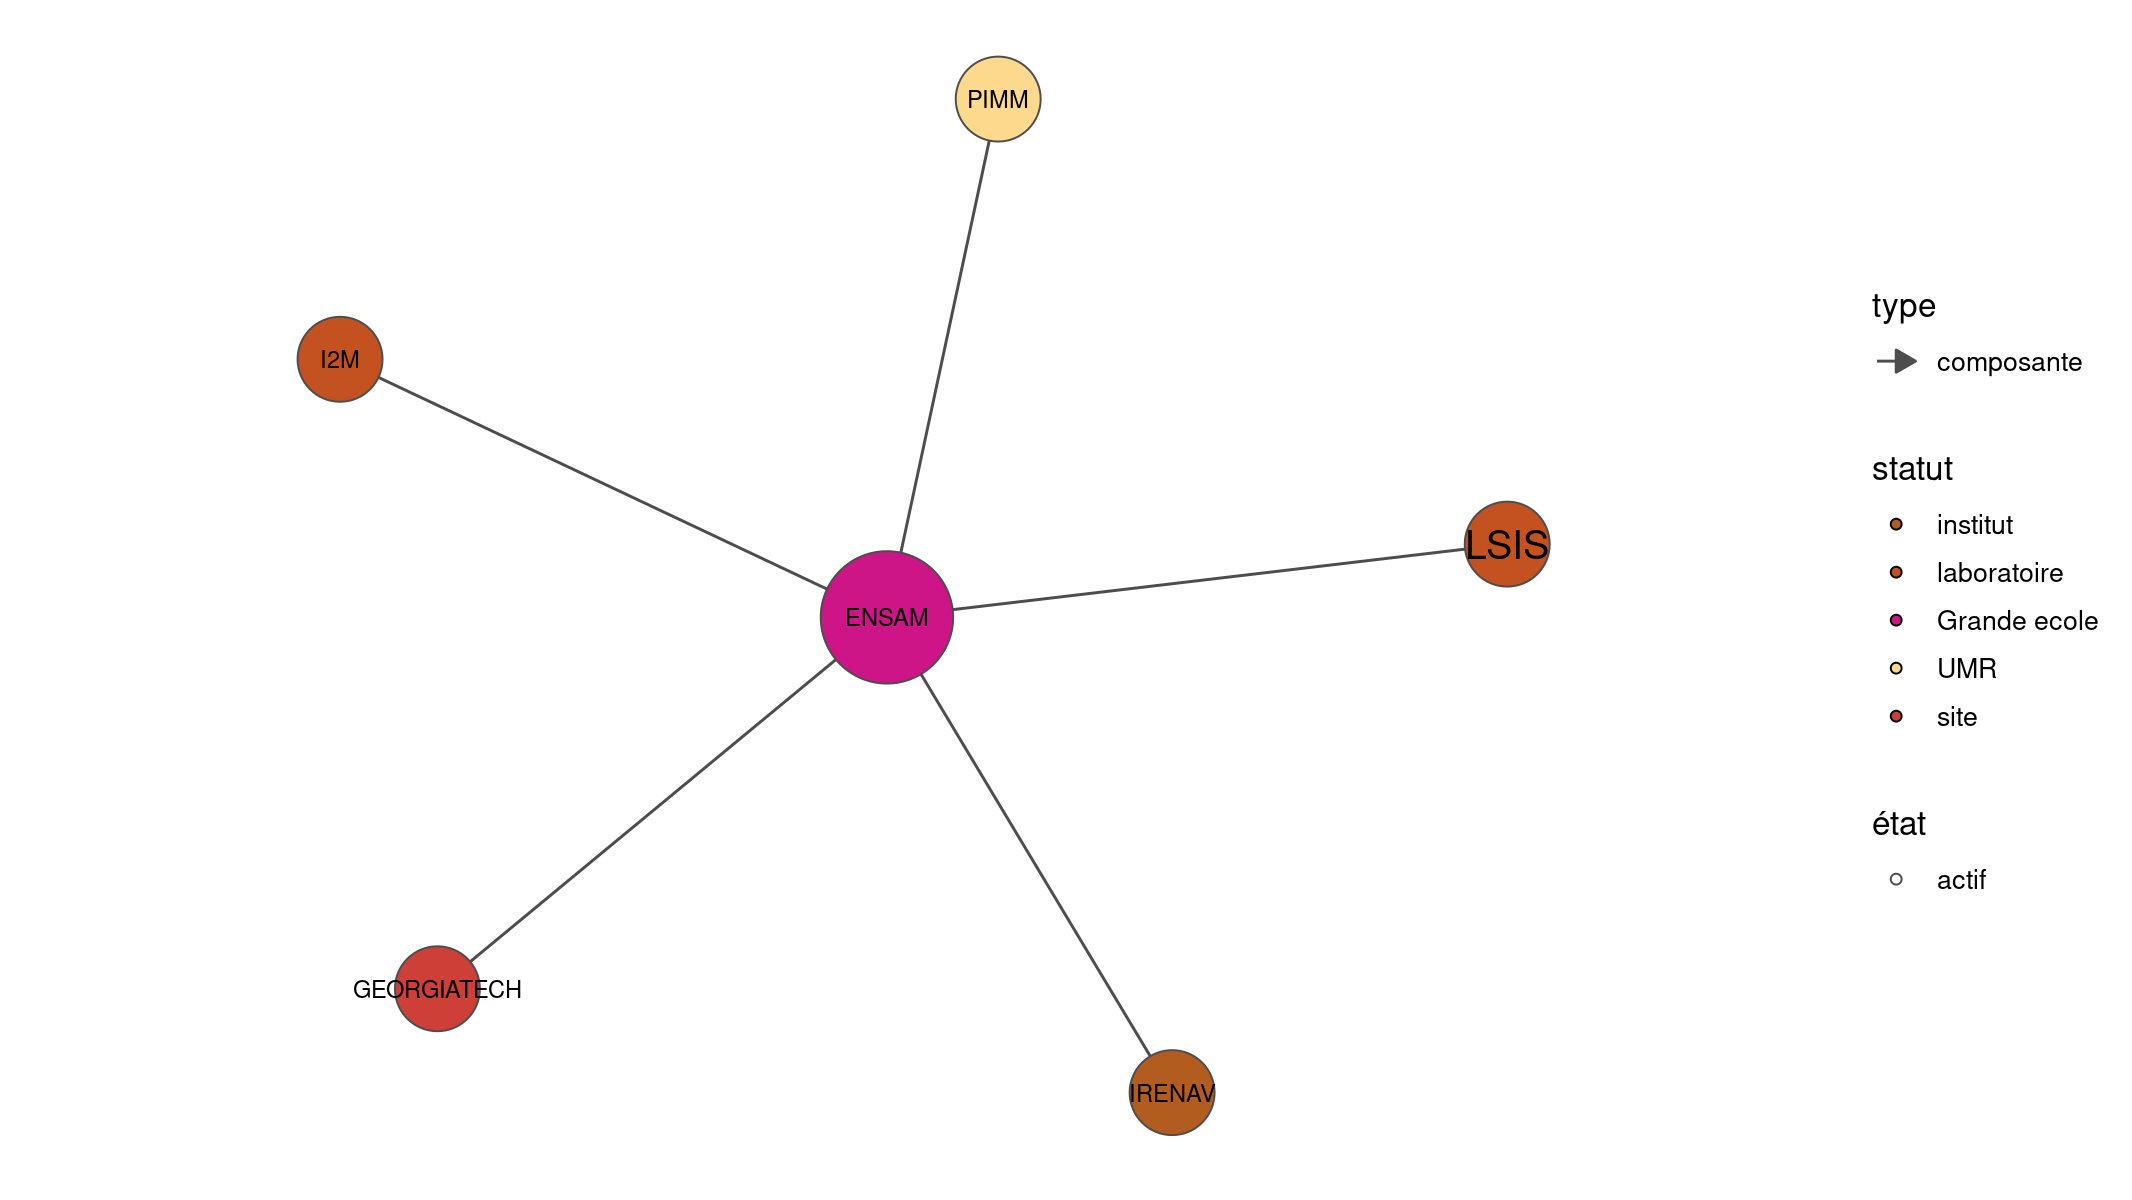 PIMM
I2M
LSIS
ENSAM
GEORGIATECH
IRENAV
type
composante
statut
institut
laboratoire
Grande ecole
UMR
site
état
actif